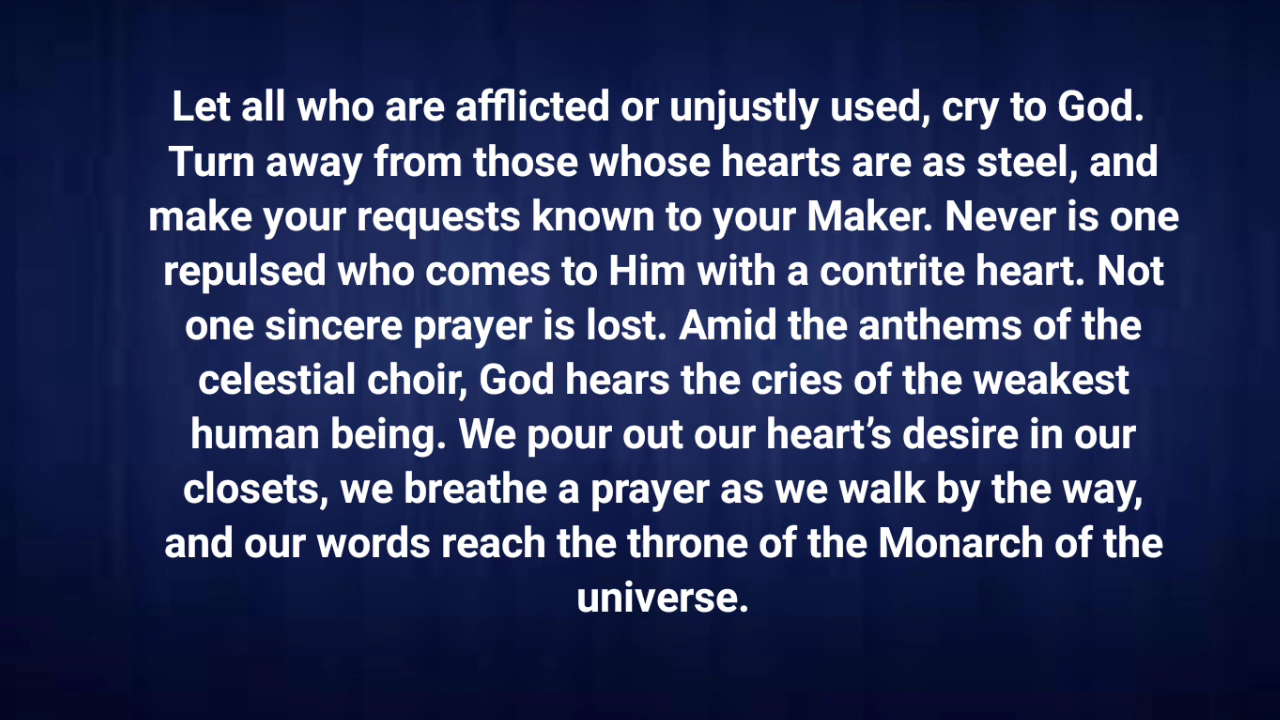 Let all who are afflicted or unjustly used, cry to God.
Turn away from those whose hearts are as steel, and
make your requests known to your Maker. Never is one
repulsed who comes to Him with a contrite heart. Not
one sincere prayer is lost. Amid the anthems of the
celestial choir, God hears the cries of the weakest
human being. We pour out our heart’s desire in our
closets, we breathe a prayer as we walk by the way,
and our words reach the throne of the Monarch of the
universe.